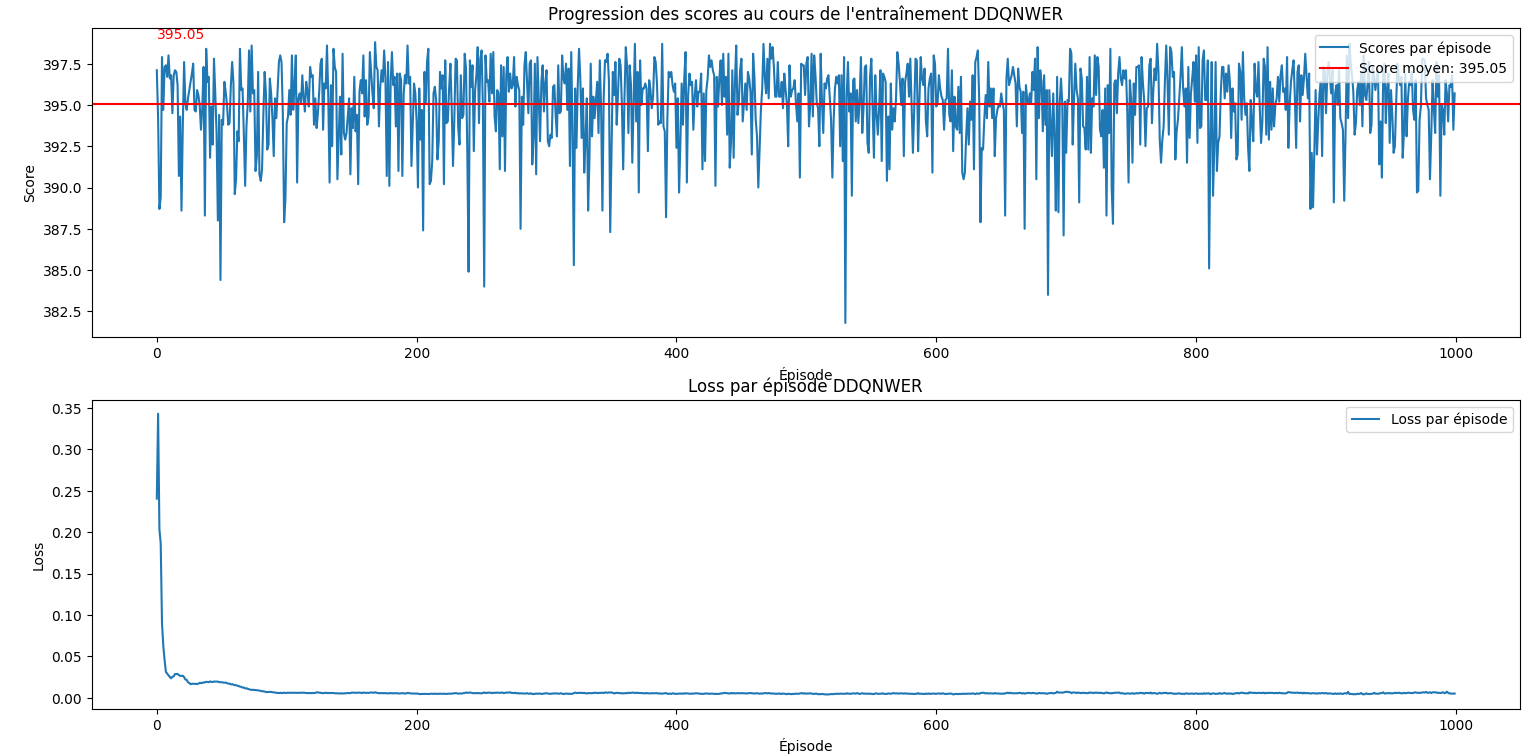 Progression des scores au cours de l'entraînement DDQNWER
395.05
Scores par épisode
Score moyen: 395.05
397.5
395.0
392.5
390.0
387.5
385.0
382.5
Score
0 200 400 600 800 1000
Épisode
Loss par épisode DDQNWER
Loss par épisode
0.35
0.30
0.25
0.20
0.15
0.10
0.05
0.00
Loss
0 200 400 600 800 1000
Épisode